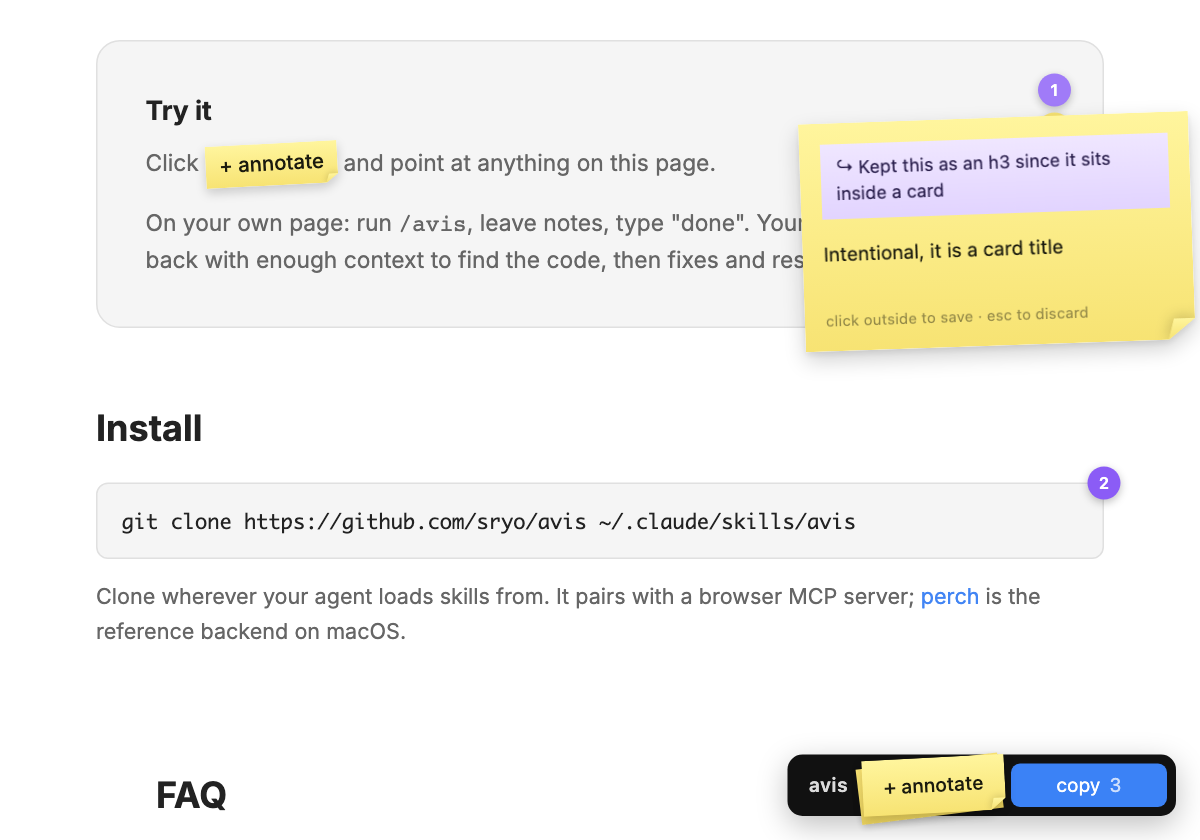 1
Try it
Click + annotate and point at anything on this page.
↪ Kept this as an h3 since it sits
inside a card
On your own page: run /avis, leave notes, type "done". Your
back with enough context to find the code, then fixes and res
Intentional, it is a card title
click outside to save · esc to discard
Install
2
git clone https://github.com/sryo/avis ~/.claude/skills/avis
Clone wherever your agent loads skills from. It pairs with a browser MCP server; perch is the
reference backend on macOS.
FAQ
avis + annotate copy 3